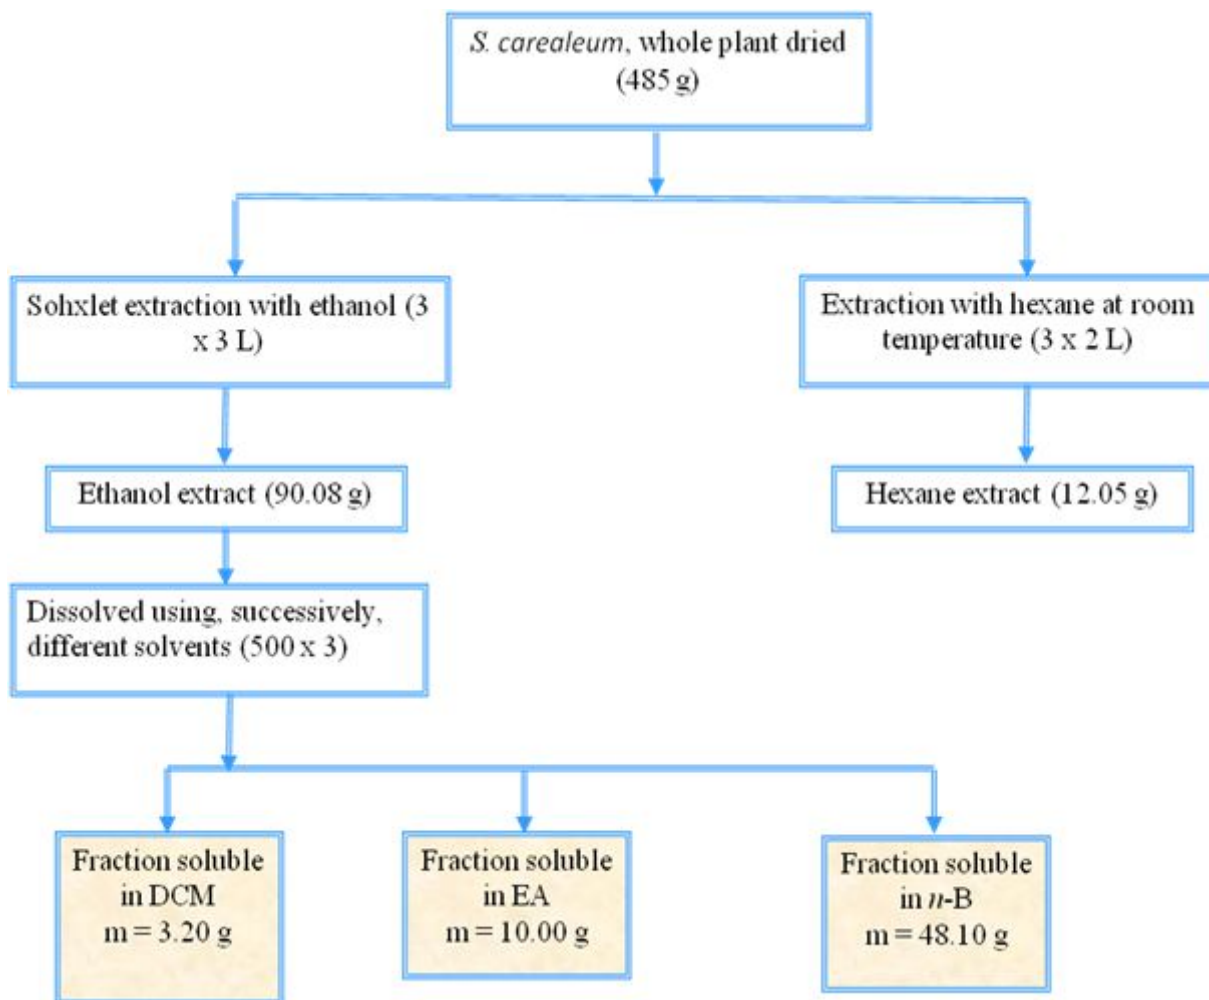 S. carealeum, whole plant dried
(485 g)
Sohxlet extraction with ethanol (3
x 3 L)
Extraction with hexane at room
temperature (3 x 2 L)
Ethanol extract (90.08 g)
Hexane extract (12.05 g)
Dissolved using, successively,
different solvents (500 x 3)
Fraction soluble
in DCM
m = 3.20 g
Fraction soluble
in EA
m = 10.00 g
Fraction soluble
in n-B
m = 48.10 g